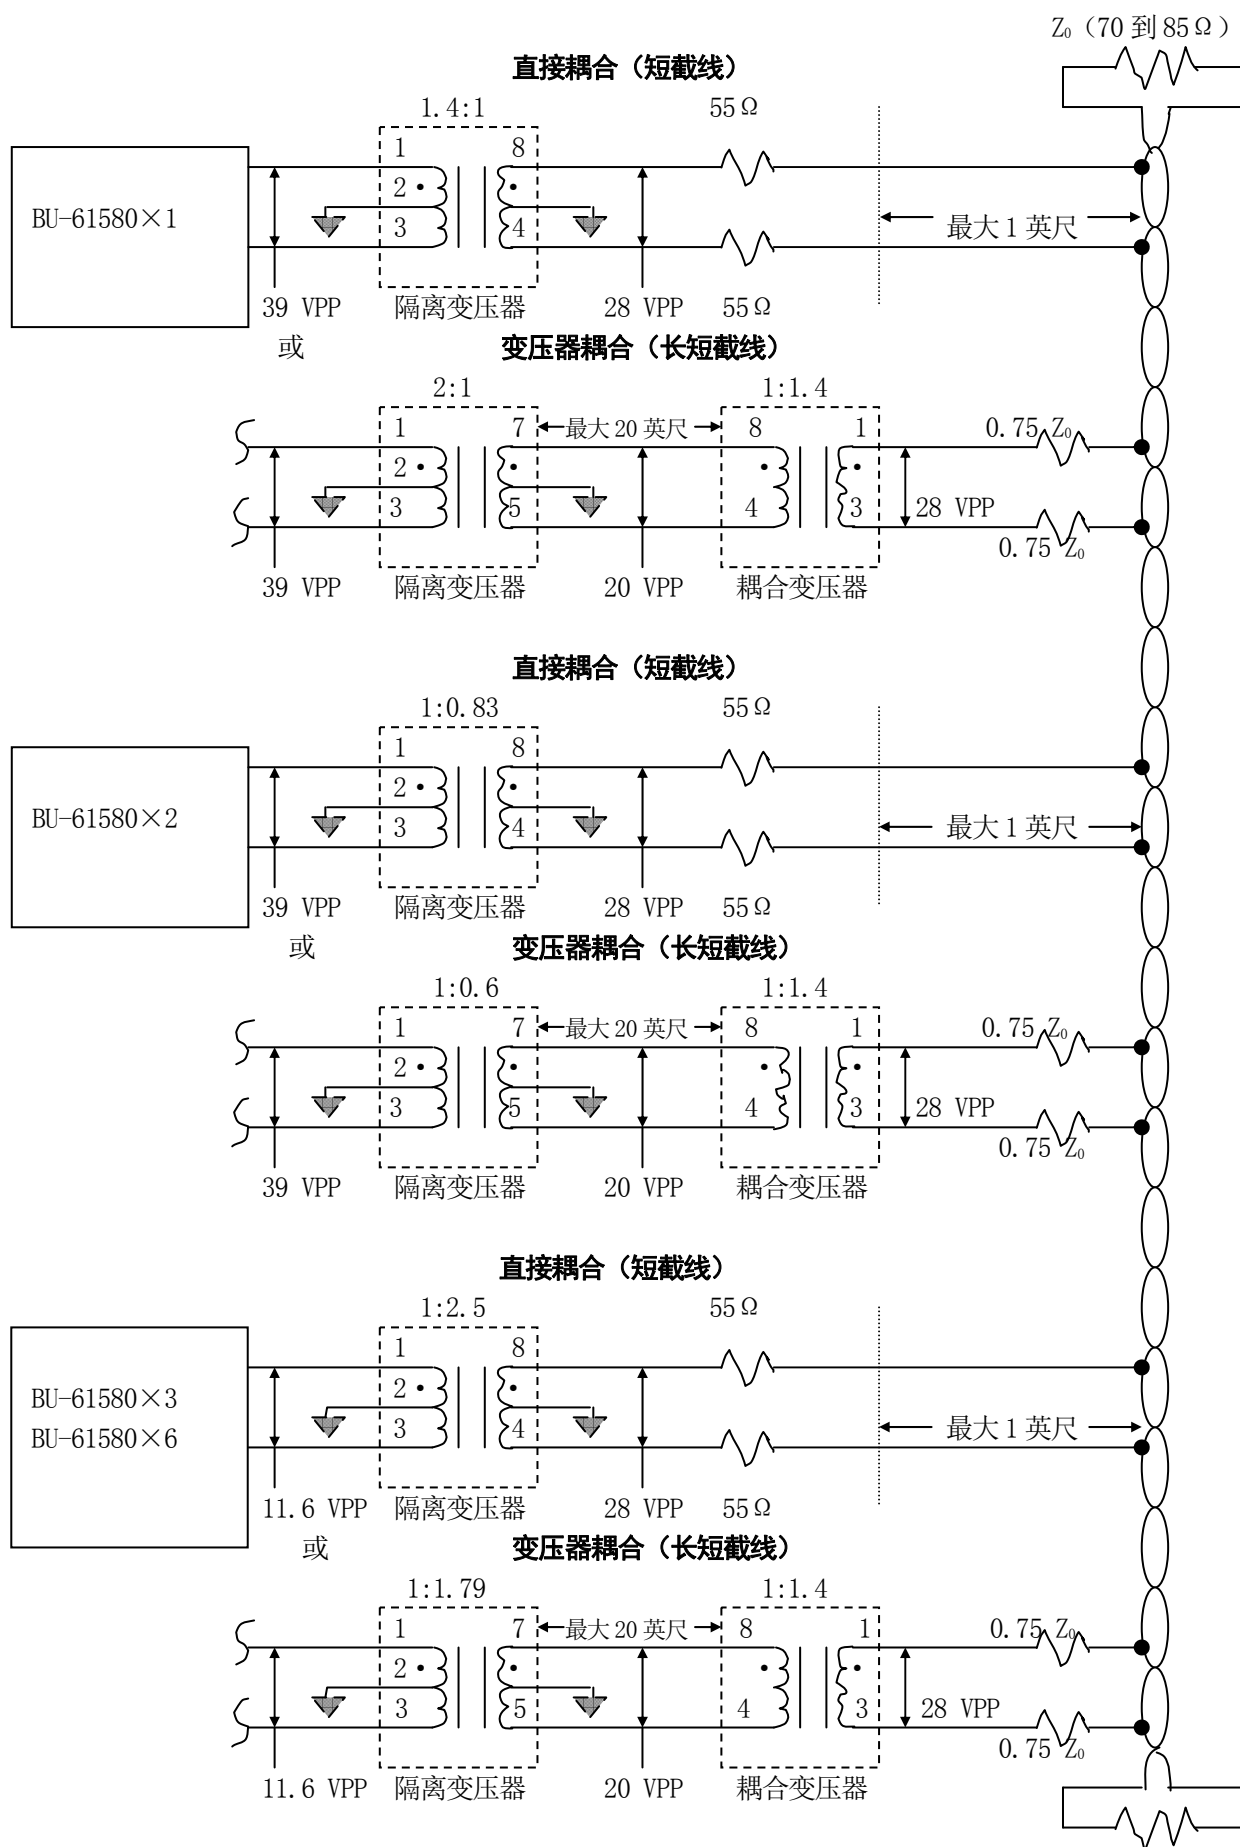 Z₀（70 到 85Ω）
直接耦合（短截线）
1.4:1
55Ω
1
8
2
BU-61580×1
3
4
最大 1 英尺
39 VPP
隔离变压器
28 VPP
55Ω
或
变压器耦合（长短截线）
2:1
1:1.4
1
7
最大 20 英尺
8
1
0.75 Z₀
2
3
5
4
3
28 VPP
0.75 Z₀
39 VPP
隔离变压器
20 VPP
耦合变压器
直接耦合（短截线）
1:0.83
55Ω
1
8
2
BU-61580×2
3
4
最大 1 英尺
39 VPP
隔离变压器
28 VPP
55Ω
或
变压器耦合（长短截线）
1:0.6
1:1.4
1
7
最大 20 英尺
8
1
0.75 Z₀
2
3
5
4
3
28 VPP
0.75 Z₀
39 VPP
隔离变压器
20 VPP
耦合变压器
直接耦合（短截线）
1:2.5
55Ω
1
8
2
BU-61580×3
BU-61580×6
3
4
最大 1 英尺
11.6 VPP
隔离变压器
28 VPP
55Ω
或
变压器耦合（长短截线）
1:1.79
1:1.4
1
7
最大 20 英尺
8
1
0.75 Z₀
2
3
5
4
3
28 VPP
0.75 Z₀
11.6 VPP
隔离变压器
20 VPP
耦合变压器